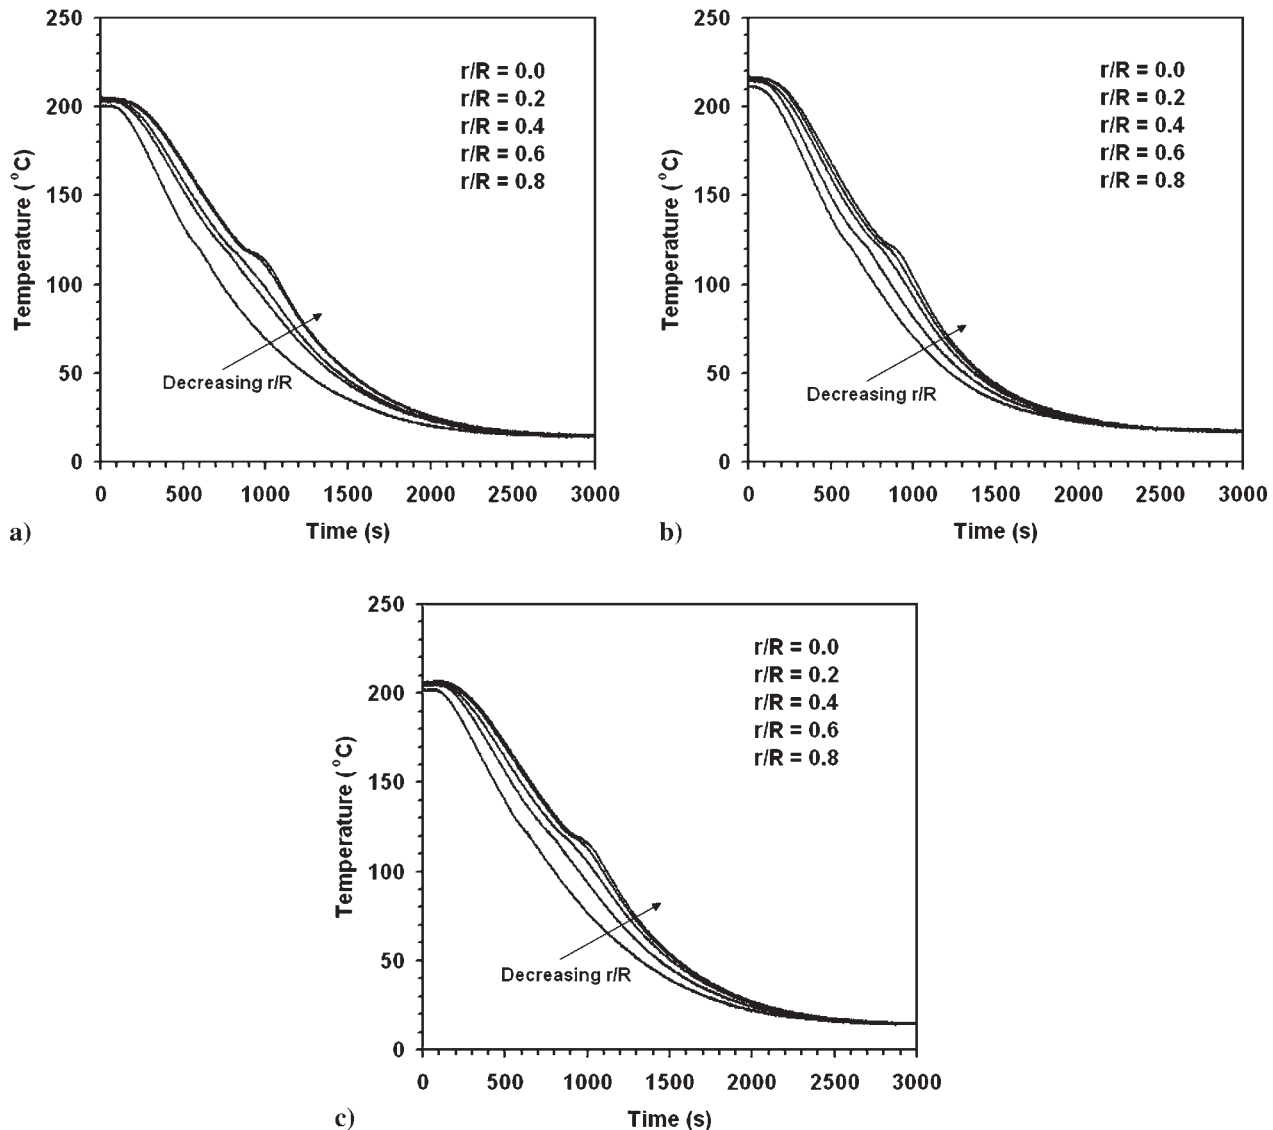 250
200
150
100
50
0
Temperature (°C)
r/R = 0.0
r/R = 0.2
r/R = 0.4
r/R = 0.6
r/R = 0.8
Decreasing r/R
0 500 1000 1500 2000 2500 3000
Time (s)
a)
250
200
150
100
50
0
Temperature (°C)
r/R = 0.0
r/R = 0.2
r/R = 0.4
r/R = 0.6
r/R = 0.8
Decreasing r/R
0 500 1000 1500 2000 2500 3000
Time (s)
b)
250
200
150
100
50
0
Temperature (°C)
r/R = 0.0
r/R = 0.2
r/R = 0.4
r/R = 0.6
r/R = 0.8
Decreasing r/R
0 500 1000 1500 2000 2500 3000
Time (s)
c)